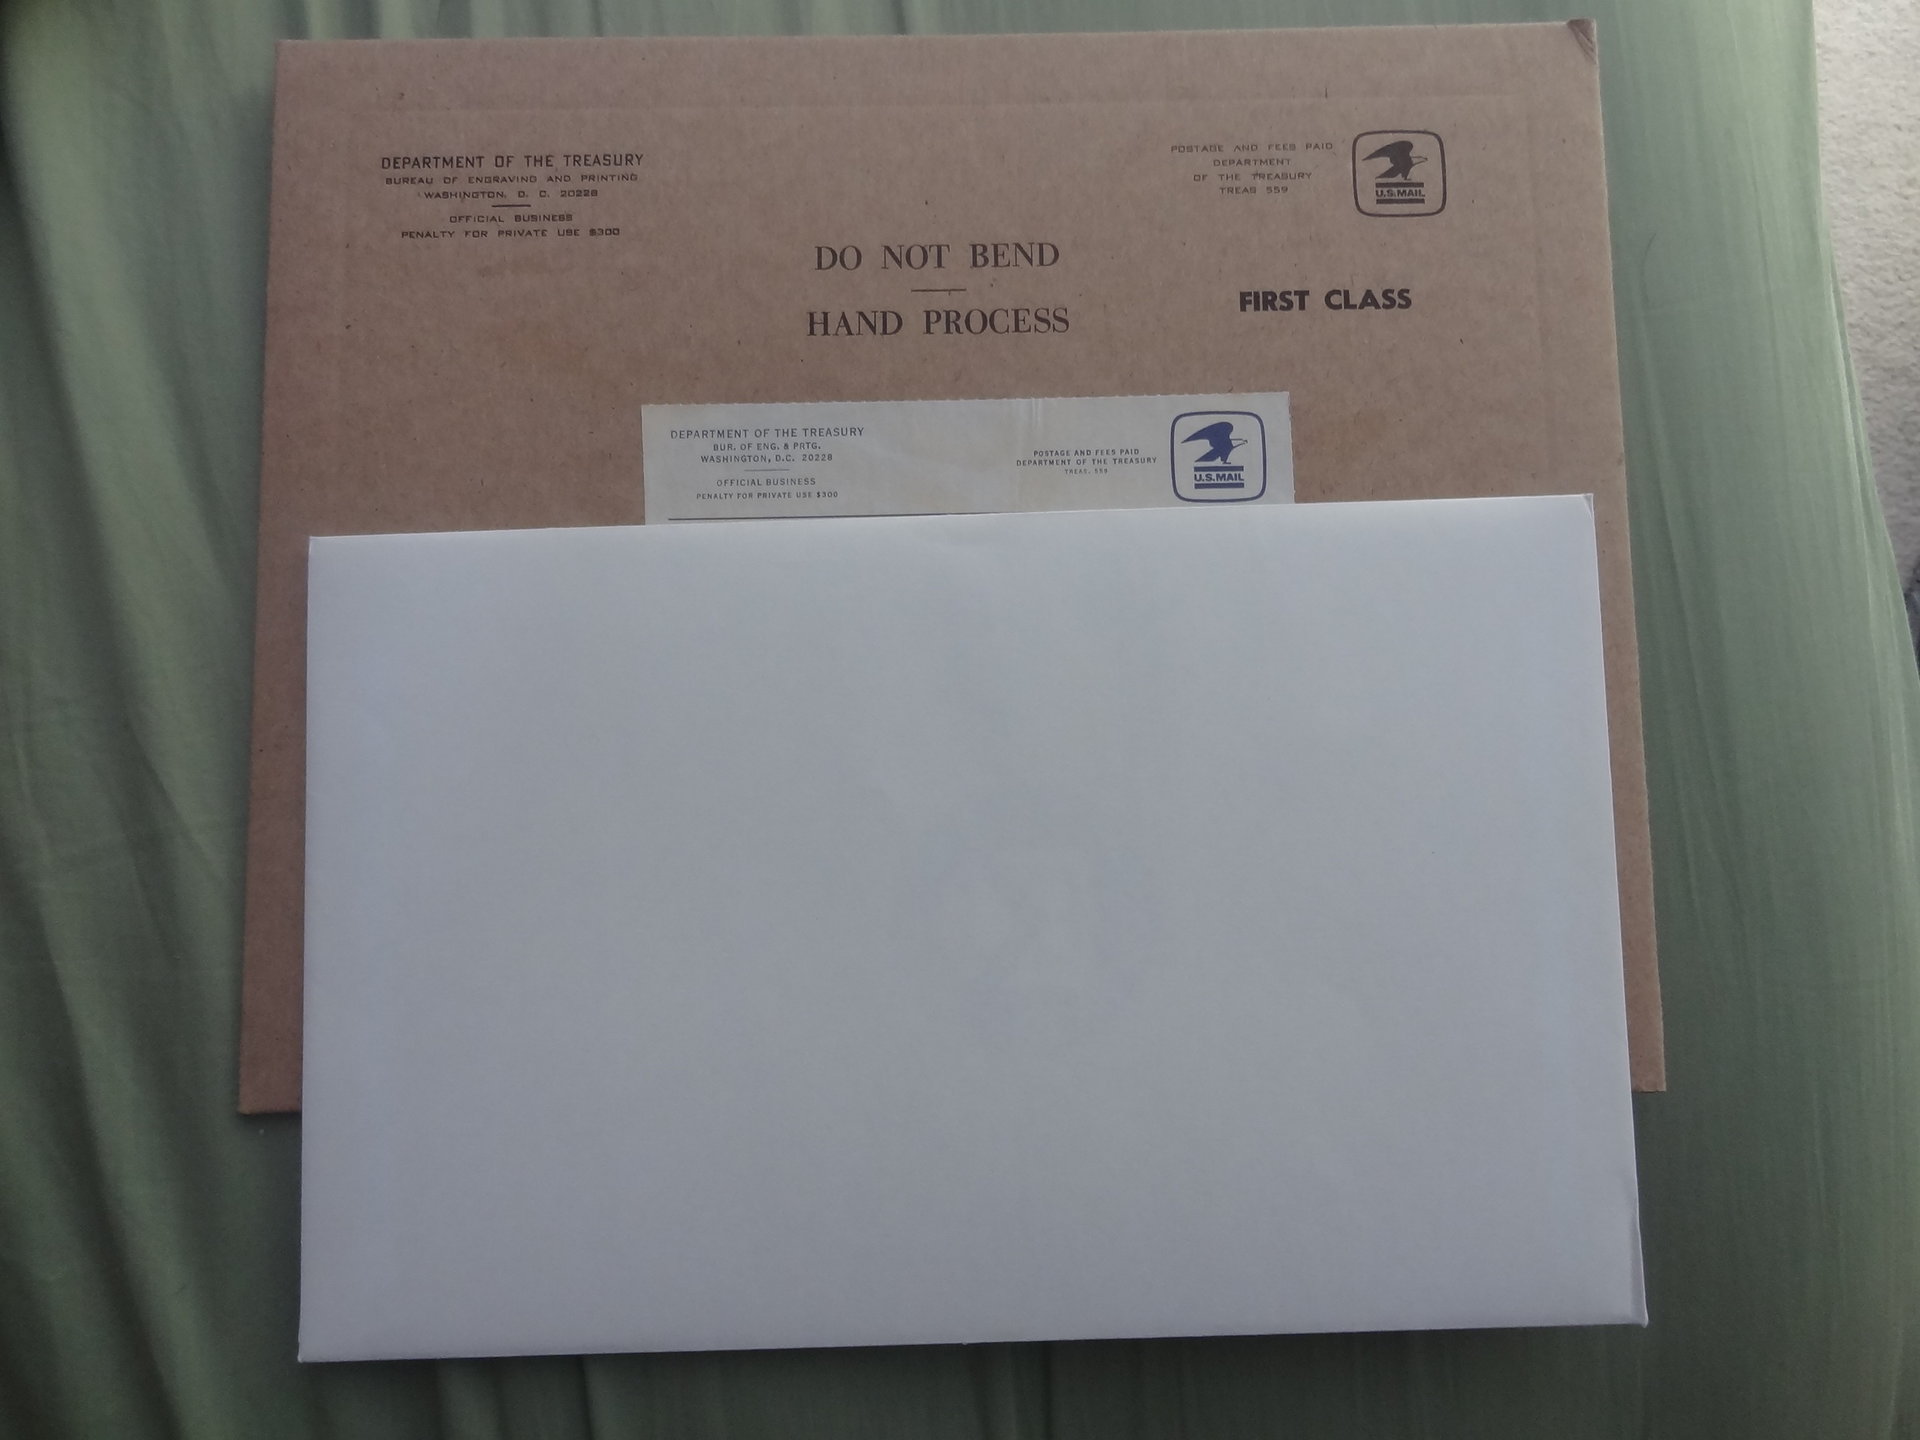 DEPARTMENT OF THE TREASURY
BUREAU OF ENGRAVING AND PRINTING
WASHINGTON, D. C. 20228
OFFICIAL BUSINESS
PENALTY FOR PRIVATE USE $300
POSTAGE AND FEES PAID
DEPARTMENT
OF THE TREASURY
TREAS 559
U.S.MAIL
DO NOT BEND
HAND PROCESS
FIRST CLASS
DEPARTMENT OF THE TREASURY
BUR. OF ENG. & PRTG.
WASHINGTON, D.C. 20228
OFFICIAL BUSINESS
PENALTY FOR PRIVATE USE $300
POSTAGE AND FEES PAID
DEPARTMENT OF THE TREASURY
TREAS. 559
U.S.MAIL